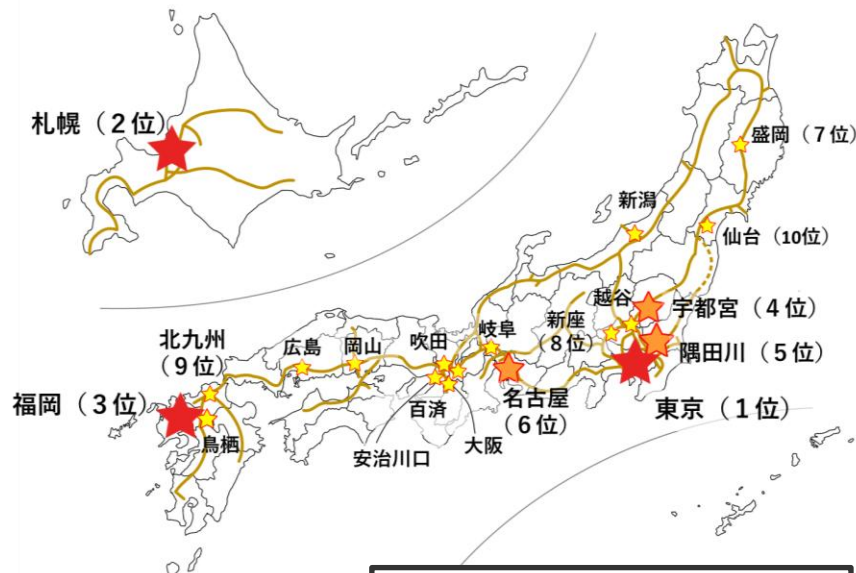 札幌（２位）
盛岡（７位）
新潟
仙台（10位）
越谷
宇都宮（４位）
新座
（８位）
隅田川（５位）
東京（１位）
岐阜
名古屋
（６位）
吹田
百済
大阪
安治川口
岡山
広島
北九州
（９位）
福岡（３位）
鳥栖